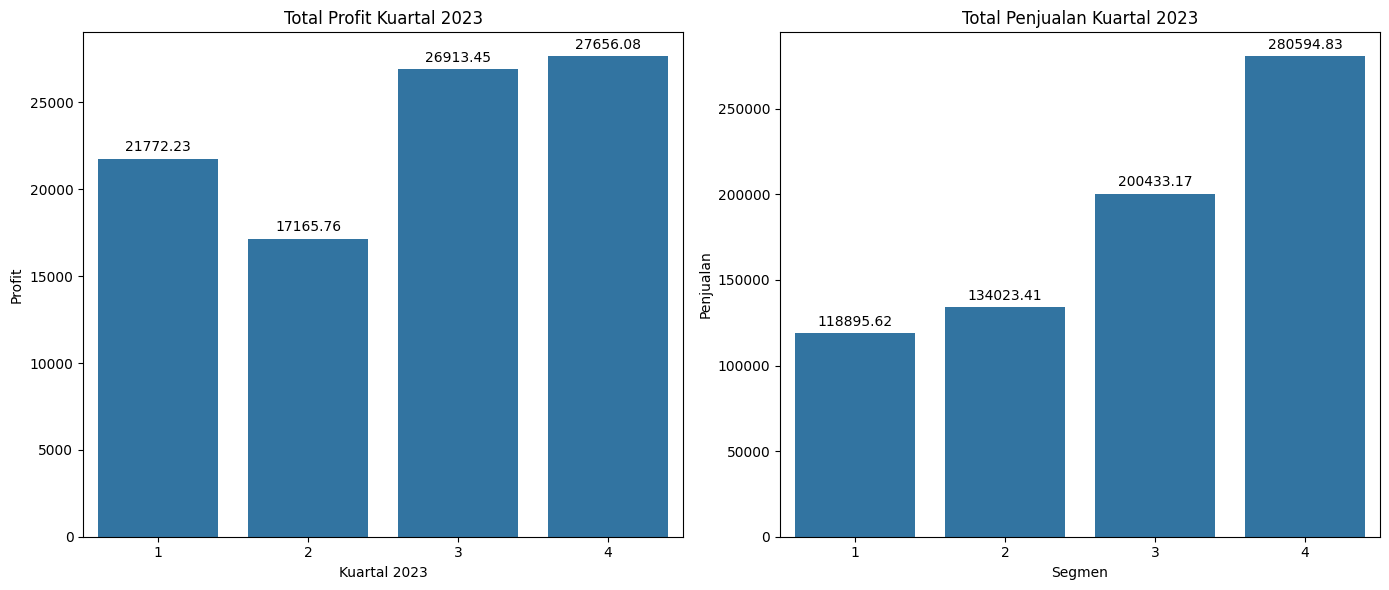 Total Profit Kuartal 2023
27656.08
26913.45
25000
21772.23
20000
17165.76
15000
Profit
10000
5000
0
1 2 3 4
Kuartal 2023
Total Penjualan Kuartal 2023
280594.83
250000
200433.17
200000
150000
134023.41
118895.62
Penjualan
100000
50000
0
1 2 3 4
Segmen